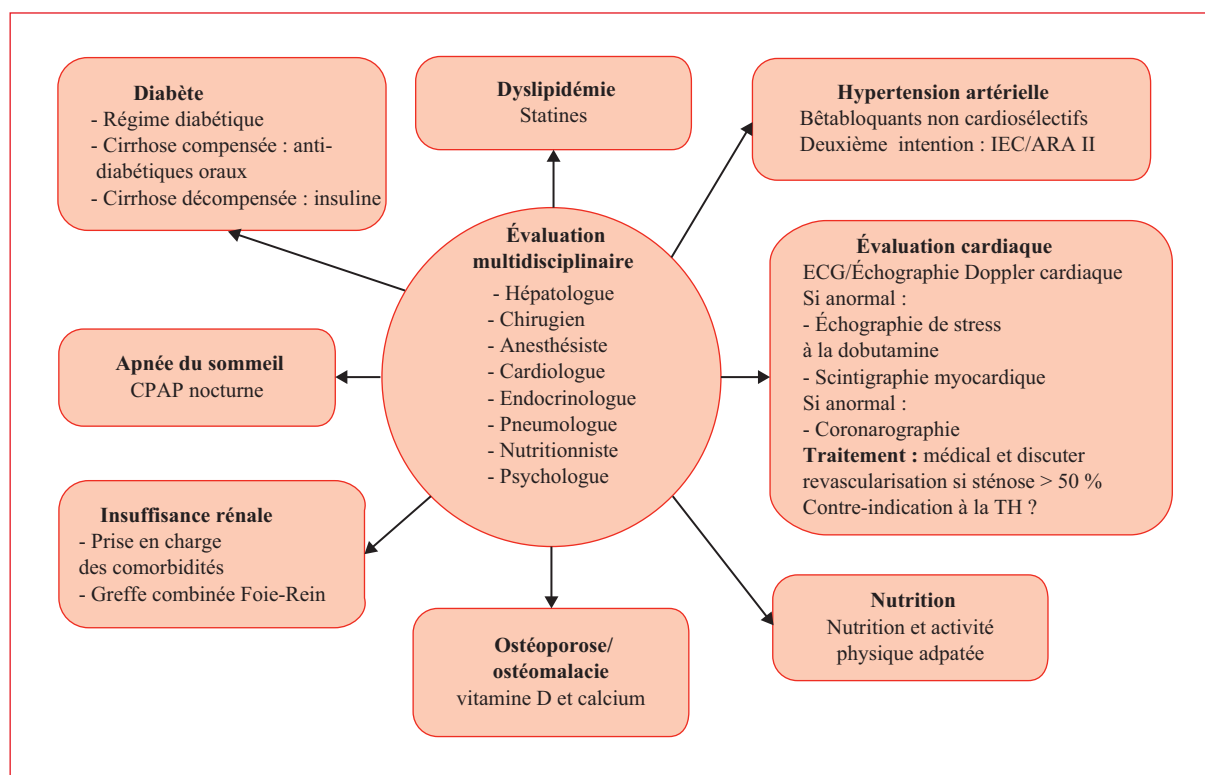 Diabète
- Régime diabétique
- Cirrhose compensée : anti-
diabétiques oraux
- Cirrhose décompensée : insuline
Dyslipidémie
Statines
Hypertension artérielle
Bêtabloquants non cardiosélectifs
Deuxième intention : IEC/ARA II
Évaluation
multidisciplinaire
- Hépatologue
- Chirugien
- Anesthésiste
- Cardiologue
- Endocrinologue
- Pneumologue
- Nutritionniste
- Psychologue
Évaluation cardiaque
ECG/Échographie Doppler cardiaque
Si anormal :
- Échographie de stress
à la dobutamine
- Scintigraphie myocardique
Si anormal :
- Coronarographie
Traitement : médical et discuter
revascularisation si sténose > 50 %
Contre-indication à la TH ?
Apnée du sommeil
CPAP nocturne
Insuffisance rénale
- Prise en charge
des comorbidités
- Greffe combinée Foie-Rein
Ostéoporose/
ostéomalacie
vitamine D et calcium
Nutrition
Nutrition et activité
physique adpatée